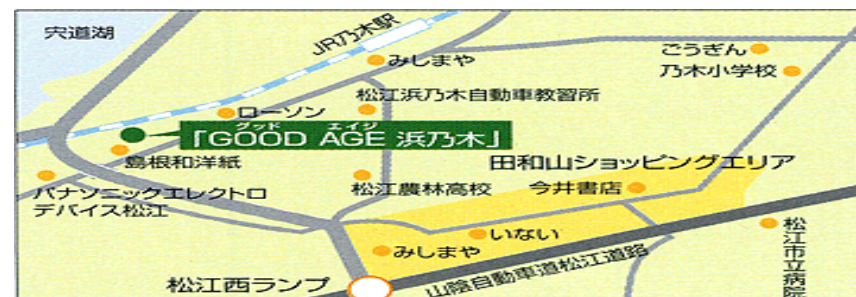 宍道湖
JR乃木駅
みしまや
ごうぎん
乃木小学校
松江浜乃木自動車教習所
ローソン
グッド エイジ
「GOOD AGE 浜乃木」
島根和洋紙
田和山ショッピングエリア
パナソニックエレクトロ
デバイス松江
松江農林高校
今井書店
いない
みしまや
松江市立病院
山陰自動車道松江道路
松江西ランプ